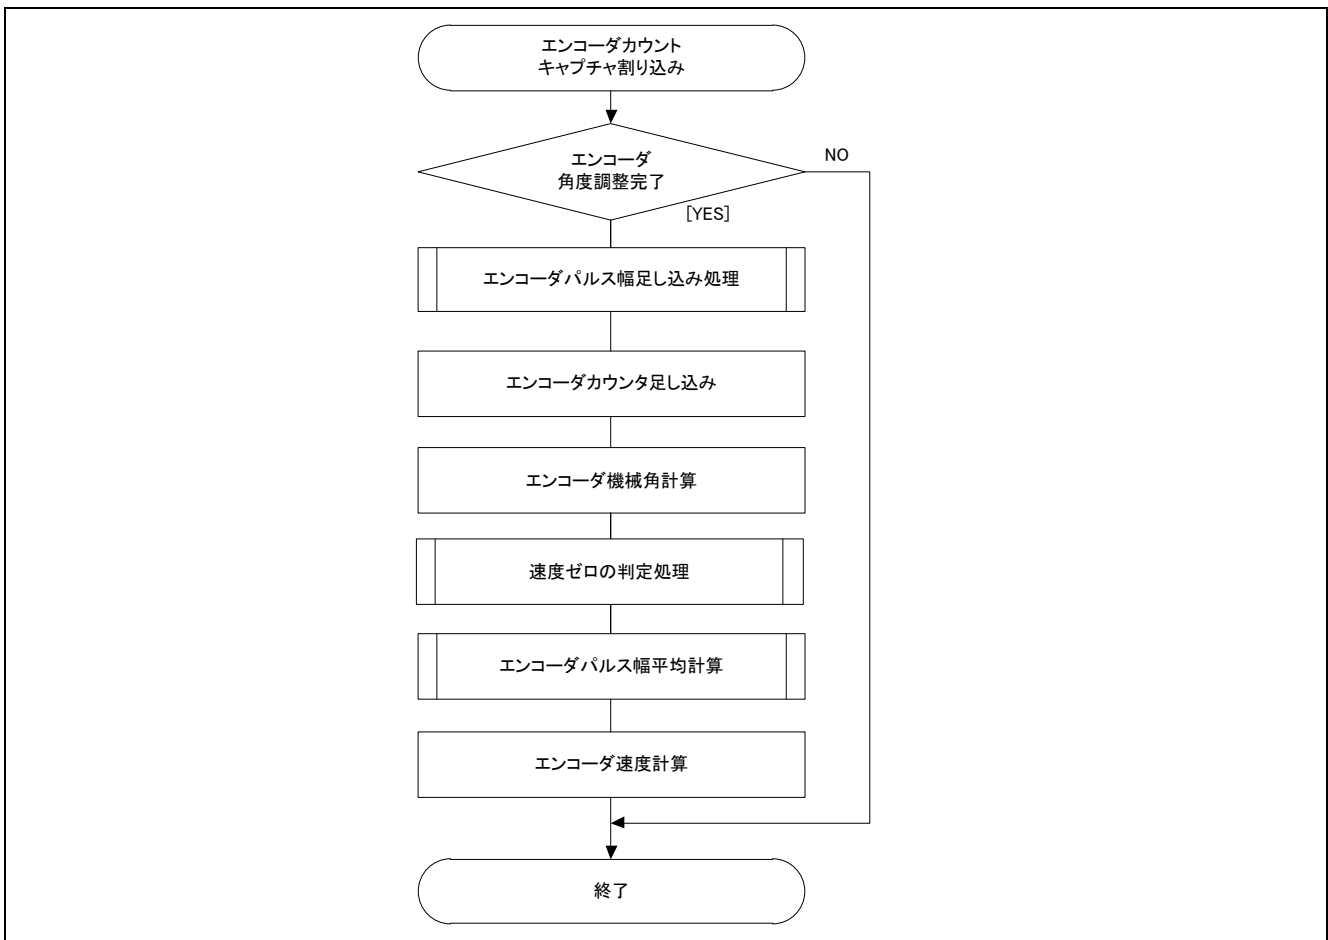 エンコーダカウント
キャプチャ割り込み
エンコーダ
角度調整完了
NO
[YES]
エンコーダパルス幅足し込み処理
エンコーダカウンタ足し込み
エンコーダ機械角計算
速度ゼロの判定処理
エンコーダパルス幅平均計算
エンコーダ速度計算
終了